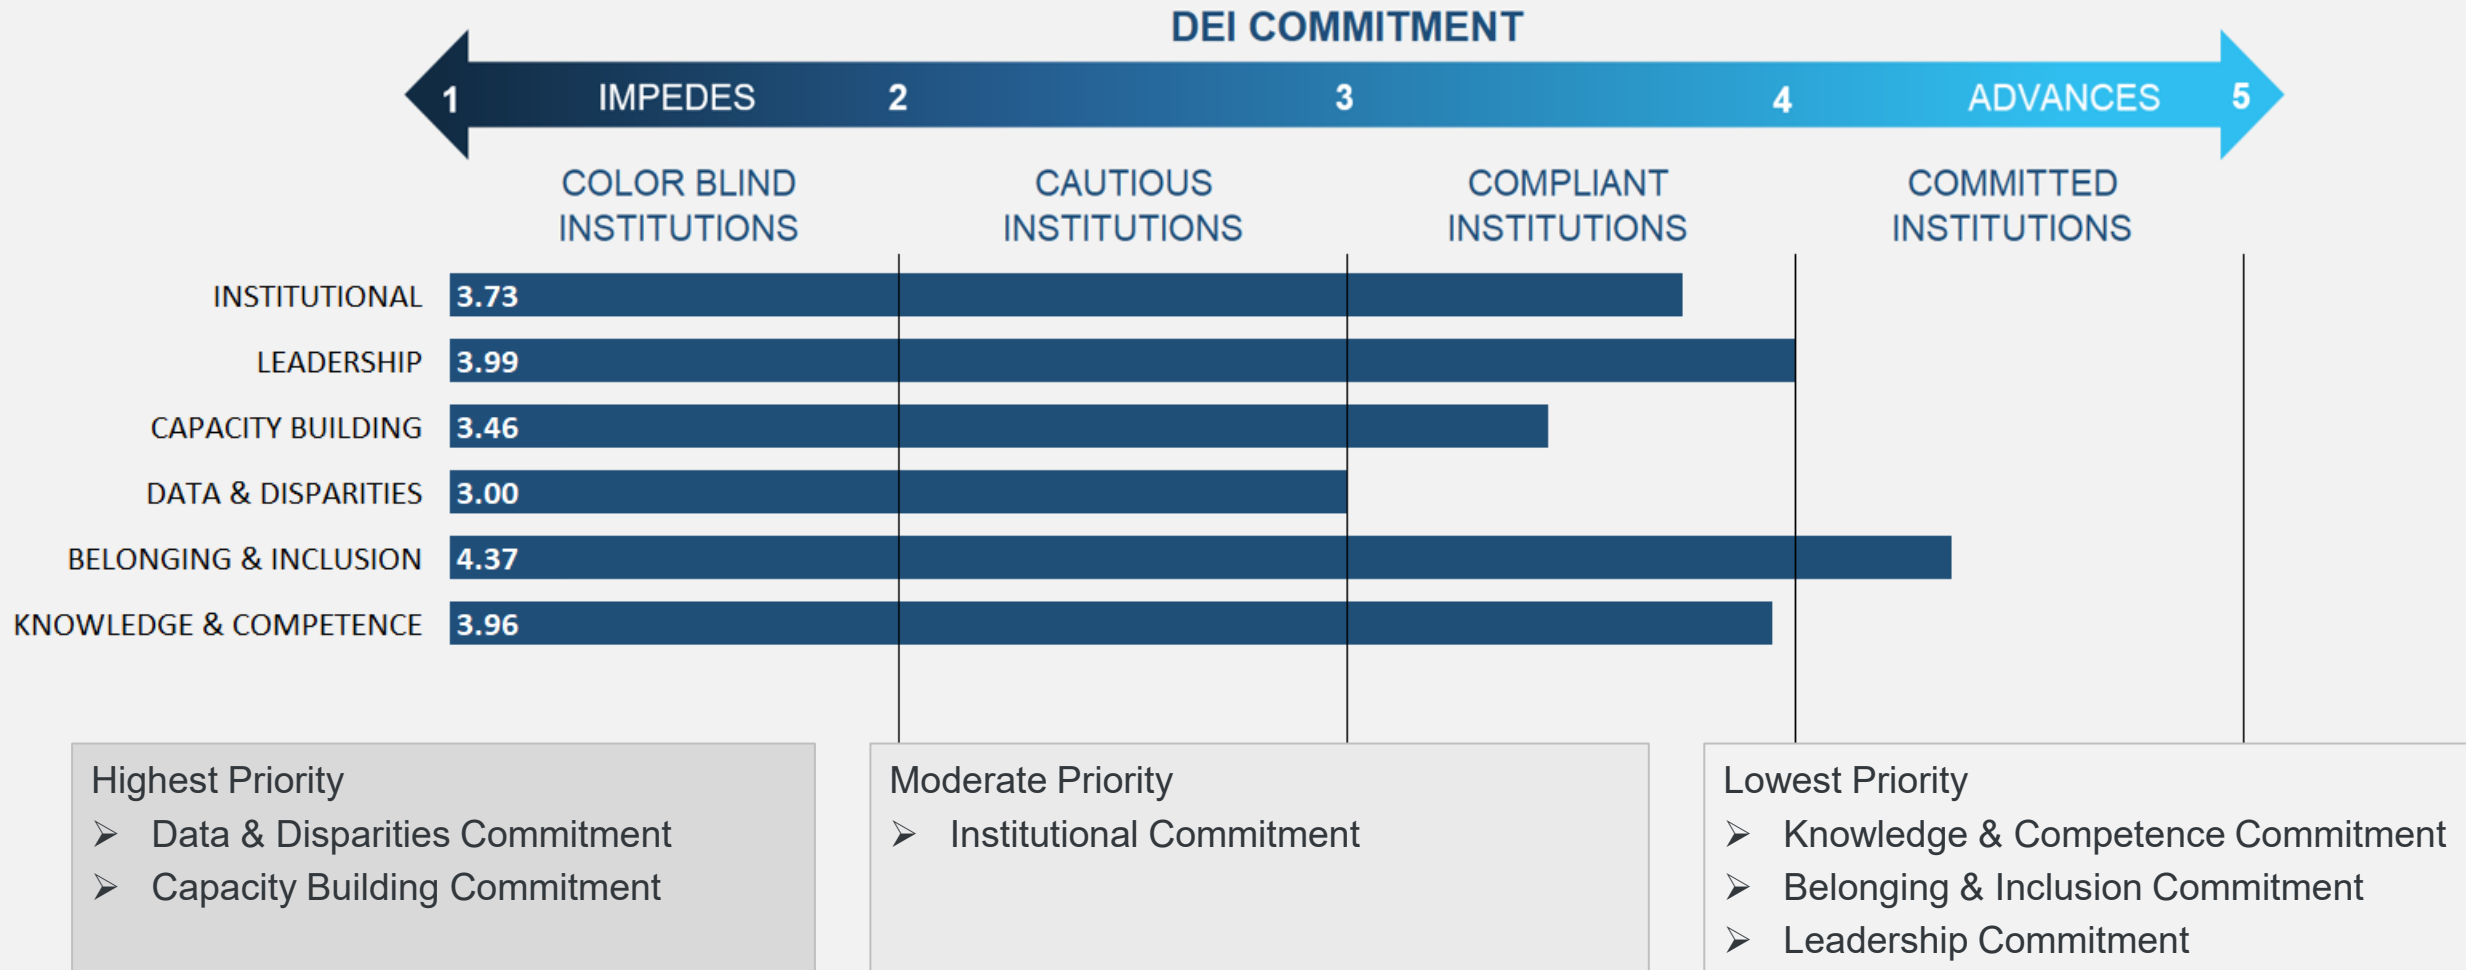 DEI COMMITMENT
1 IMPEDES 2 3 4 ADVANCES 5
COLOR BLIND
INSTITUTIONS
CAUTIOUS
INSTITUTIONS
COMPLIANT
INSTITUTIONS
COMMITTED
INSTITUTIONS
INSTITUTIONAL 3.73
LEADERSHIP 3.99
CAPACITY BUILDING 3.46
DATA & DISPARITIES 3.00
BELONGING & INCLUSION 4.37
KNOWLEDGE & COMPETENCE 3.96
Highest Priority
➢ Data & Disparities Commitment
➢ Capacity Building Commitment
Moderate Priority
➢ Institutional Commitment
Lowest Priority
➢ Knowledge & Competence Commitment
➢ Belonging & Inclusion Commitment
➢ Leadership Commitment